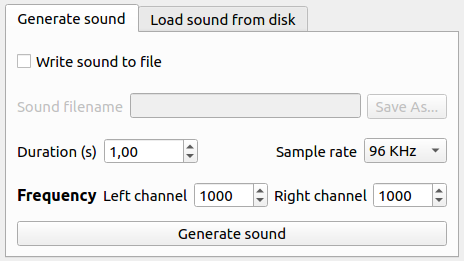 Generate sound Load sound from disk
Write sound to file
Sound filename Save As...
Duration (s) 1,00 Sample rate 96 KHz
Frequency Left channel 1000 Right channel 1000
Generate sound